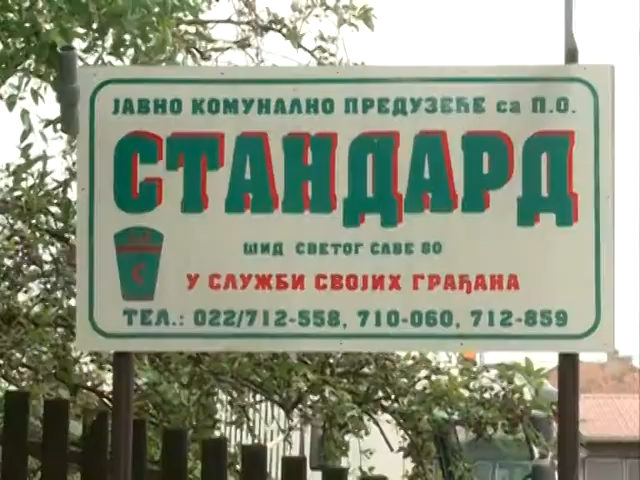 ЈАВНО КОМУНАЛНО ПРЕДУЗЕЋЕ са П.О.
СТАНДАРД
ШИД СВЕТОГ САВЕ 80
У СЛУЖБИ СВОЈИХ ГРАЂАНА
ТЕЛ.: 022/712-558, 710-060, 712-859